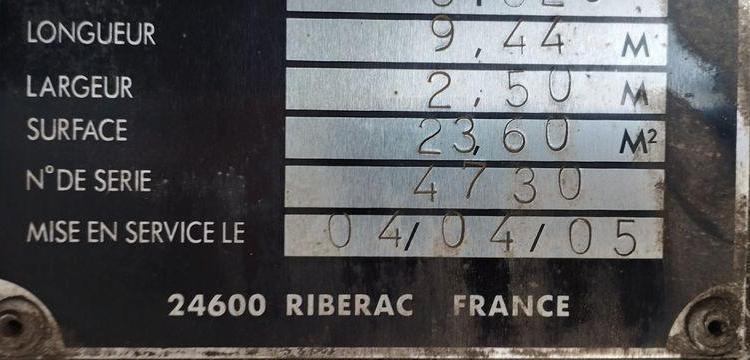 LONGUEUR 9,44 M
LARGEUR 2,50 M
SURFACE 23,60 M²
N° DE SERIE 4730
MISE EN SERVICE LE 04/04/05
24600 RIBERAC FRANCE